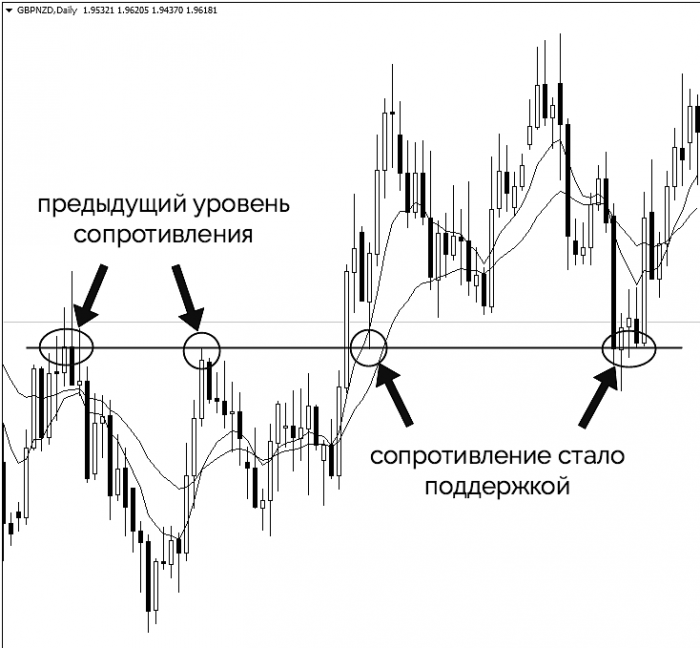 GBPNZD,Daily 1.95321 1.96205 1.94370 1.96181
предыдущий уровень
сопротивления
сопротивление стало
поддержкой